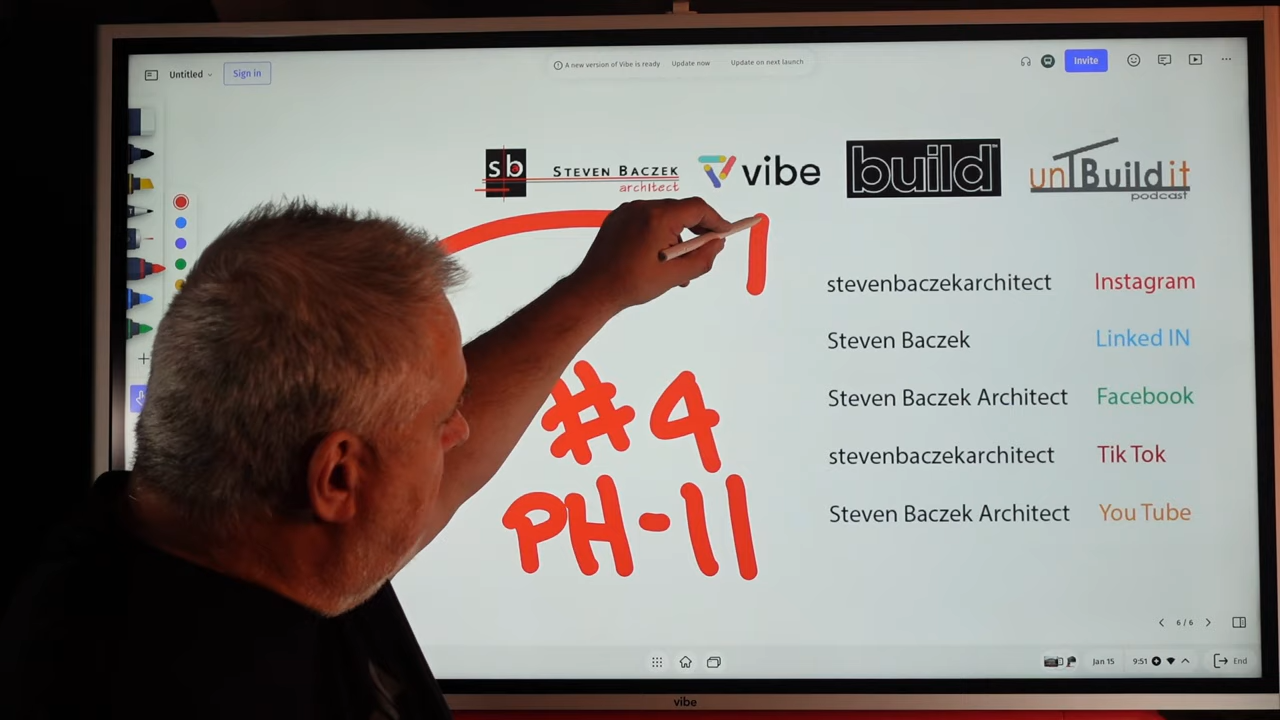 Untitled
Sign in
A new version of Vibe is ready
Update now
Update on next launch
Invite
sb
STEVEN BACZEK
architect
vibe
build
unBuildit
podcast
stevenbaczekarchitect
Instagram
Steven Baczek
Linked IN
Steven Baczek Architect
Facebook
stevenbaczekarchitect
Tik Tok
Steven Baczek Architect
You Tube
#4
PH-11
6 / 6
Jan 15
9:51
End
vibe